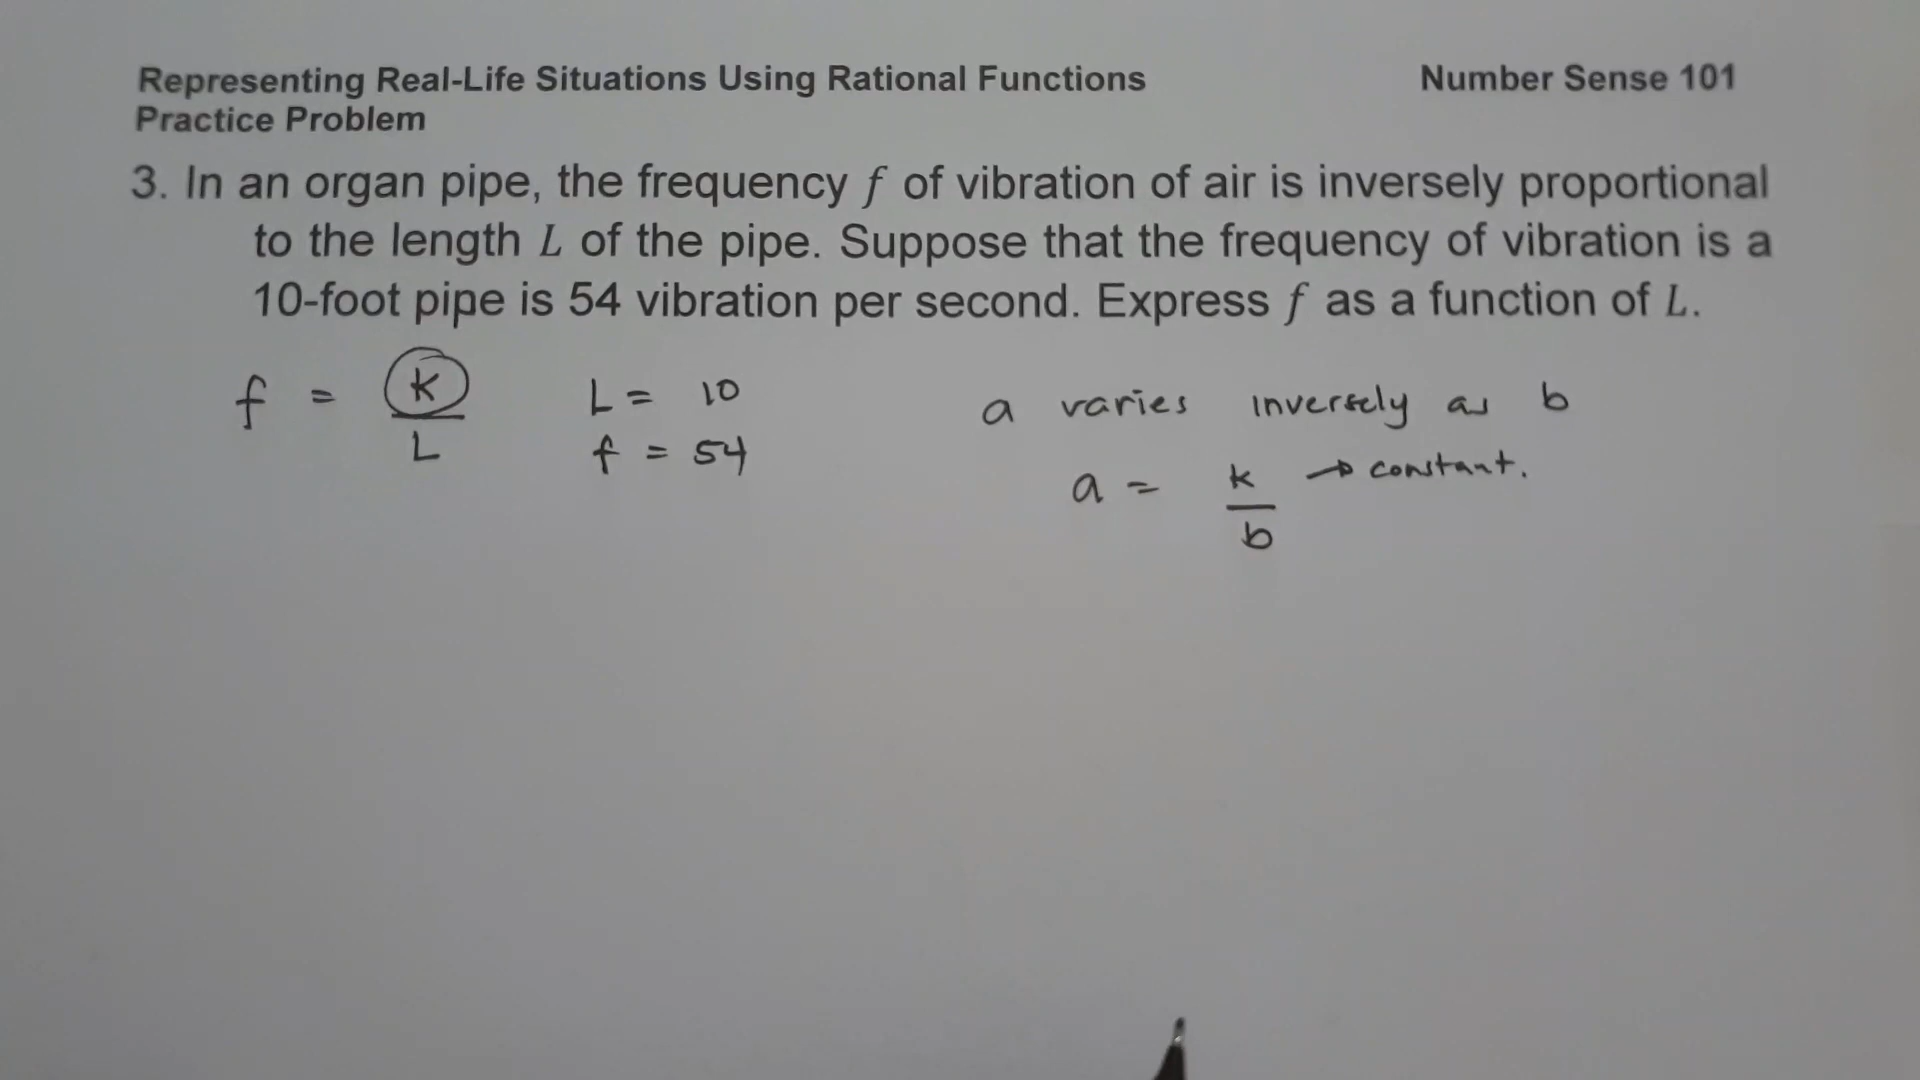 Representing Real-Life Situations Using Rational Functions
Number Sense 101
Practice Problem
3. In an organ pipe, the frequency f of vibration of air is inversely proportional
to the length L of the pipe. Suppose that the frequency of vibration is a
10-foot pipe is 54 vibration per second. Express f as a function of L.
f = k/L
L = 10
f = 54
a varies inversely as b
a = k/b → constant.